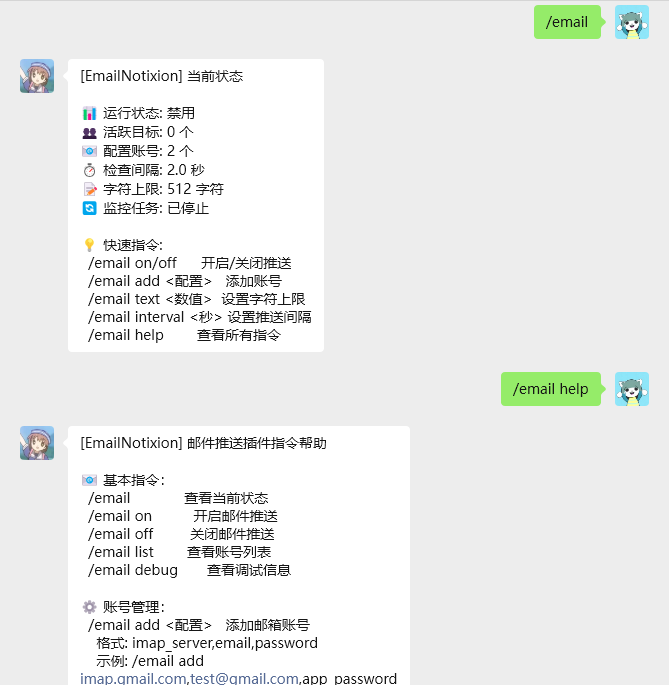 /email
[EmailNotixion] 当前状态
运行状态: 禁用
活跃目标: 0 个
配置账号: 2 个
检查间隔: 2.0 秒
字符上限: 512 字符
监控任务: 已停止
快速指令:
/email on/off 开启/关闭推送
/email add <配置> 添加账号
/email text <数值> 设置字符上限
/email interval <秒> 设置推送间隔
/email help 查看所有指令
/email help
[EmailNotixion] 邮件推送插件指令帮助
基本指令:
/email 查看当前状态
/email on 开启邮件推送
/email off 关闭邮件推送
/email list 查看账号列表
/email debug 查看调试信息
账号管理:
/email add <配置> 添加邮箱账号
格式: imap_server,email,password
示例: /email add
imap.gmail.com,test@gmail.com,app_password